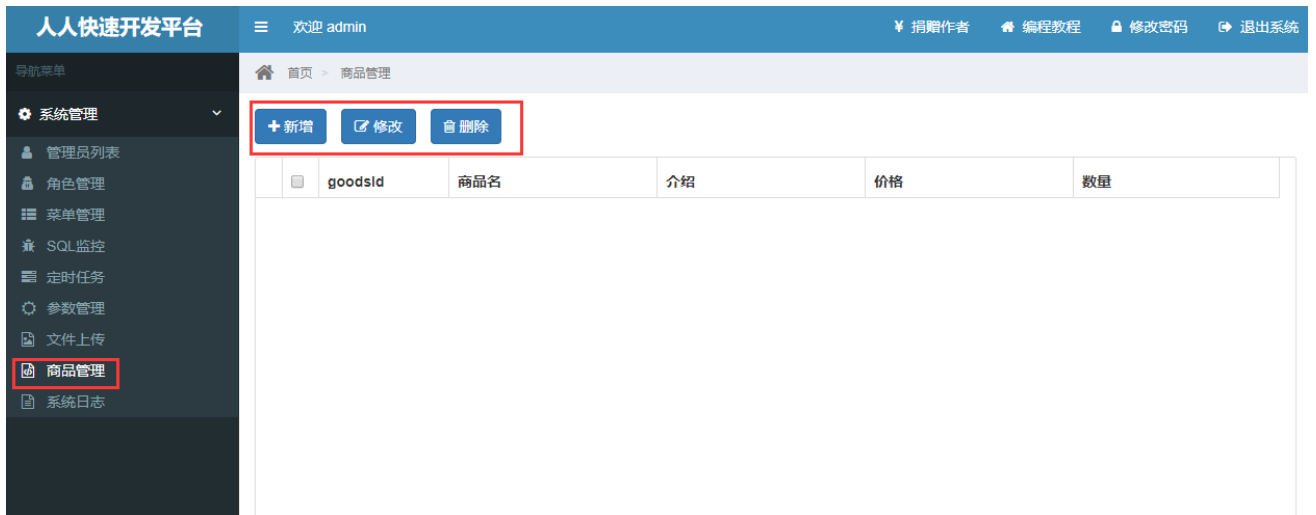 人人快速开发平台
欢迎 admin
¥ 捐赠作者 编程教程 修改密码 退出系统
导航菜单
首页 > 商品管理
系统管理
新增 修改 删除
管理员列表
goodsId 商品名 介绍 价格 数量
角色管理
菜单管理
SQL监控
定时任务
参数管理
文件上传
商品管理
系统日志